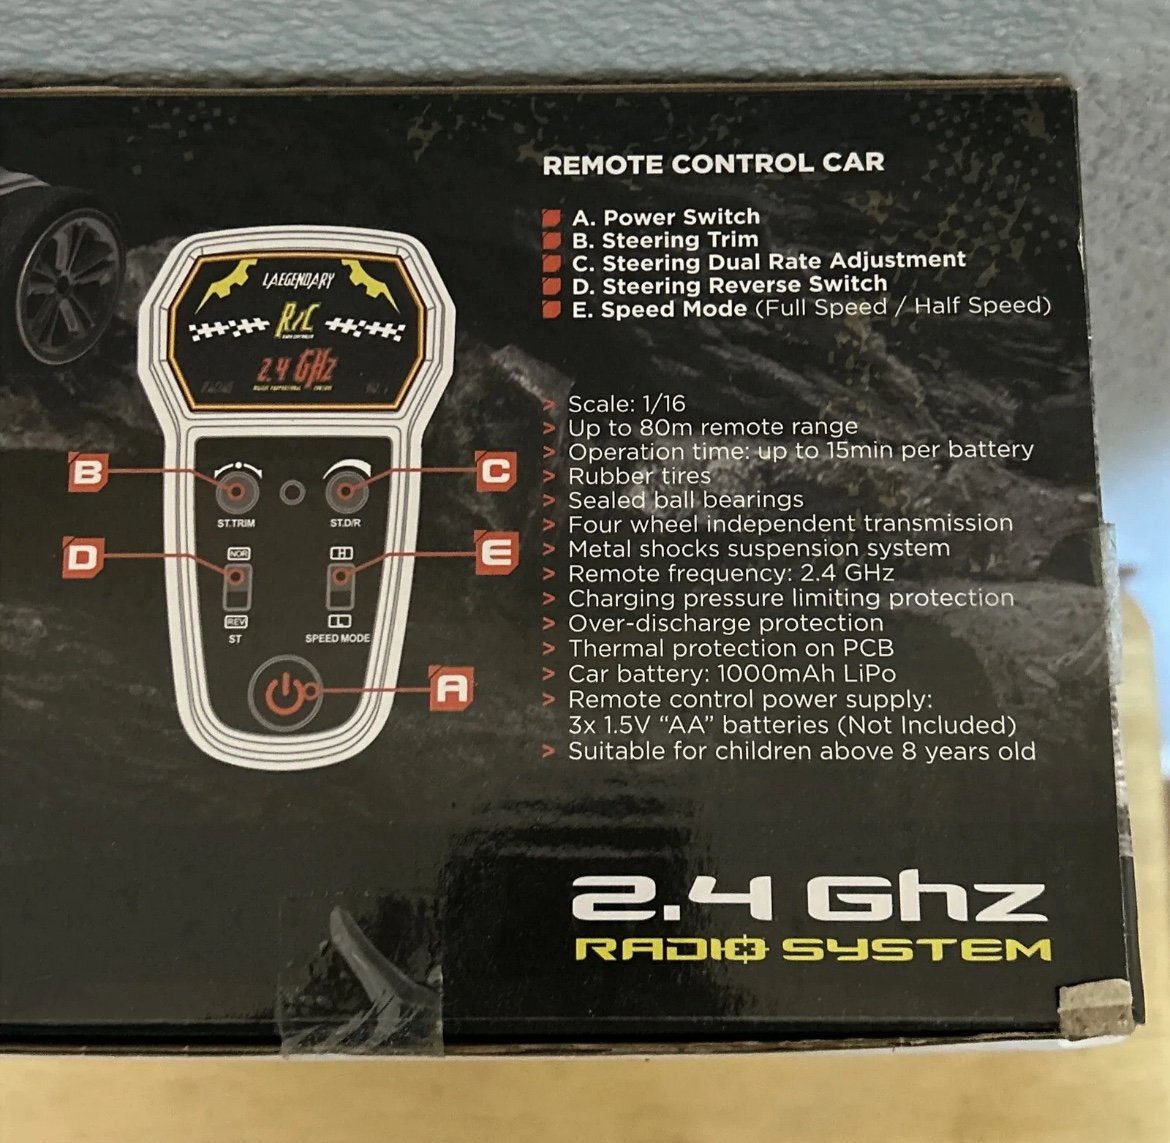 REMOTE CONTROL CAR
A. Power Switch
B. Steering Trim
C. Steering Dual Rate Adjustment
D. Steering Reverse Switch
E. Speed Mode (Full Speed / Half Speed)
LAEGENDARY
R/C
2.4 GHz
B
C
ST.TRIM
ST.D/R
D
NOR
H
E
REV
L
ST
SPEED MODE
A
> Scale: 1/16
> Up to 80m remote range
> Operation time: up to 15min per battery
> Rubber tires
> Sealed ball bearings
> Four wheel independent transmission
> Metal shocks suspension system
> Remote frequency: 2.4 GHz
> Charging pressure limiting protection
> Over-discharge protection
> Thermal protection on PCB
> Car battery: 1000mAh LiPo
> Remote control power supply:
3x 1.5V “AA” batteries (Not Included)
> Suitable for children above 8 years old
2.4 Ghz
RADIO SYSTEM